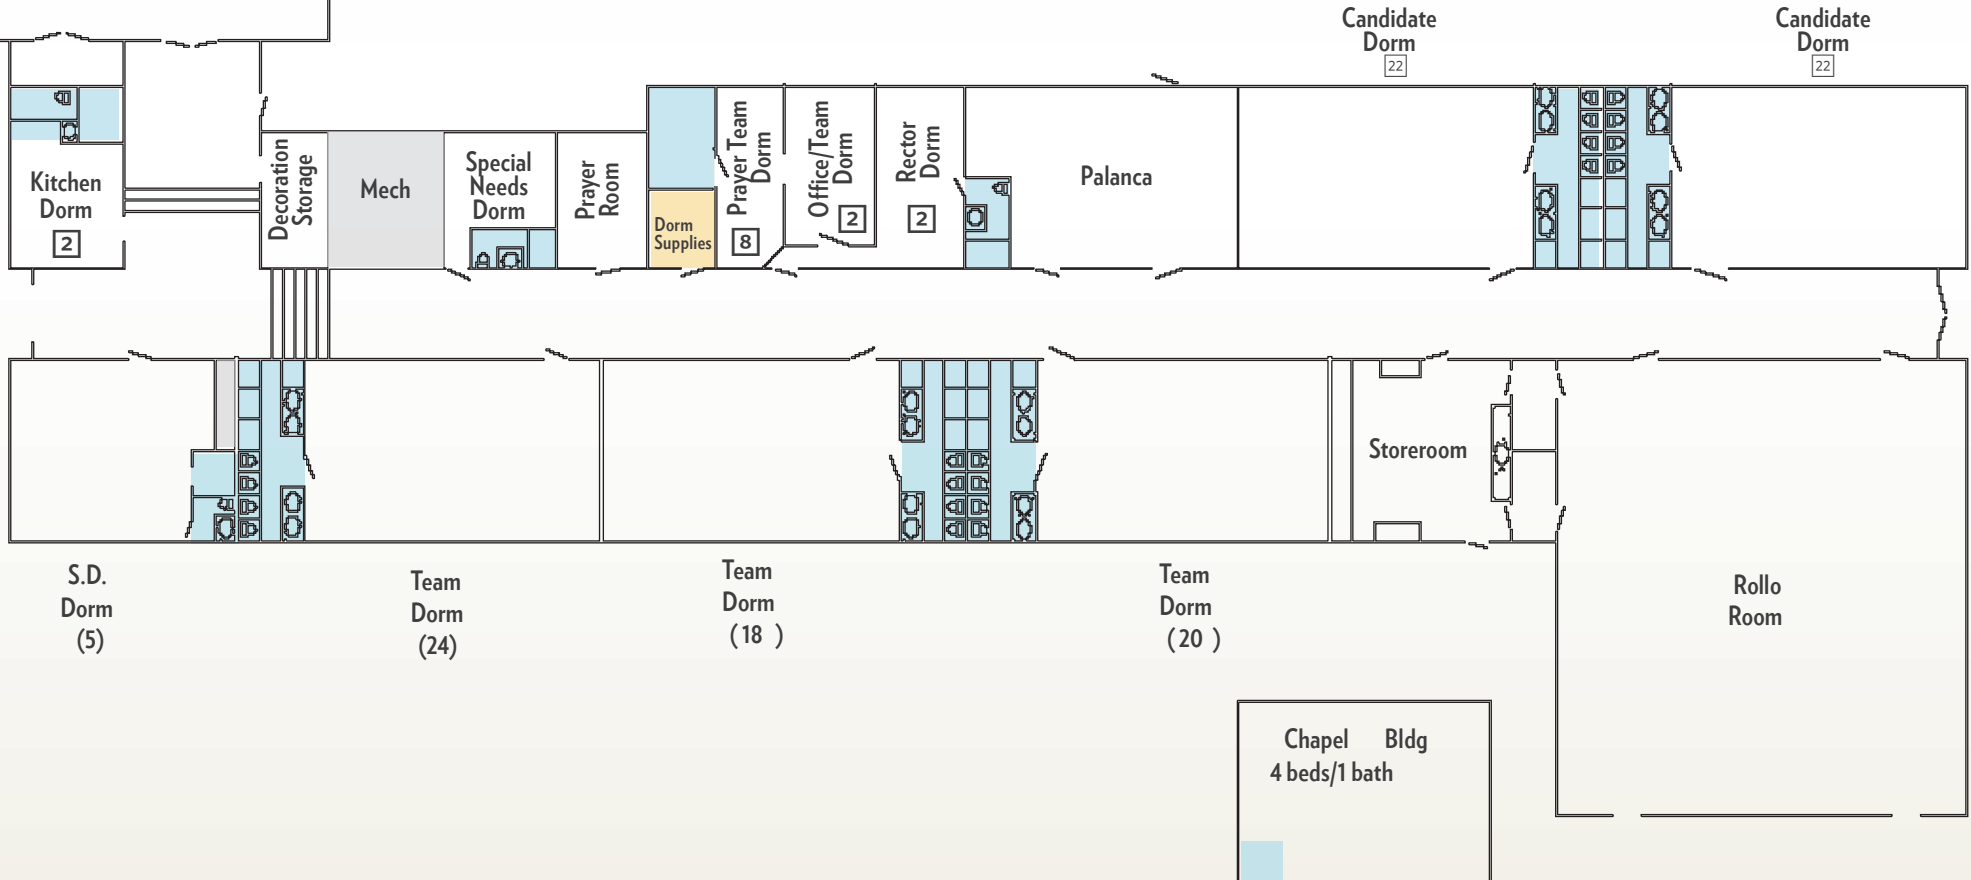 Candidate
Dorm
22
Candidate
Dorm
22
Kitchen
Dorm
2
Decoration
Storage
Mech
Special
Needs
Dorm
Prayer
Room
Dorm
Supplies
Prayer Team
Dorm
8
Office/Team
Dorm
2
Rector
Dorm
2
Palanca
Storeroom
S.D.
Dorm
(5)
Team
Dorm
(24)
Team
Dorm
( 18 )
Team
Dorm
( 20 )
Rollo
Room
Chapel Bldg
4 beds/1 bath